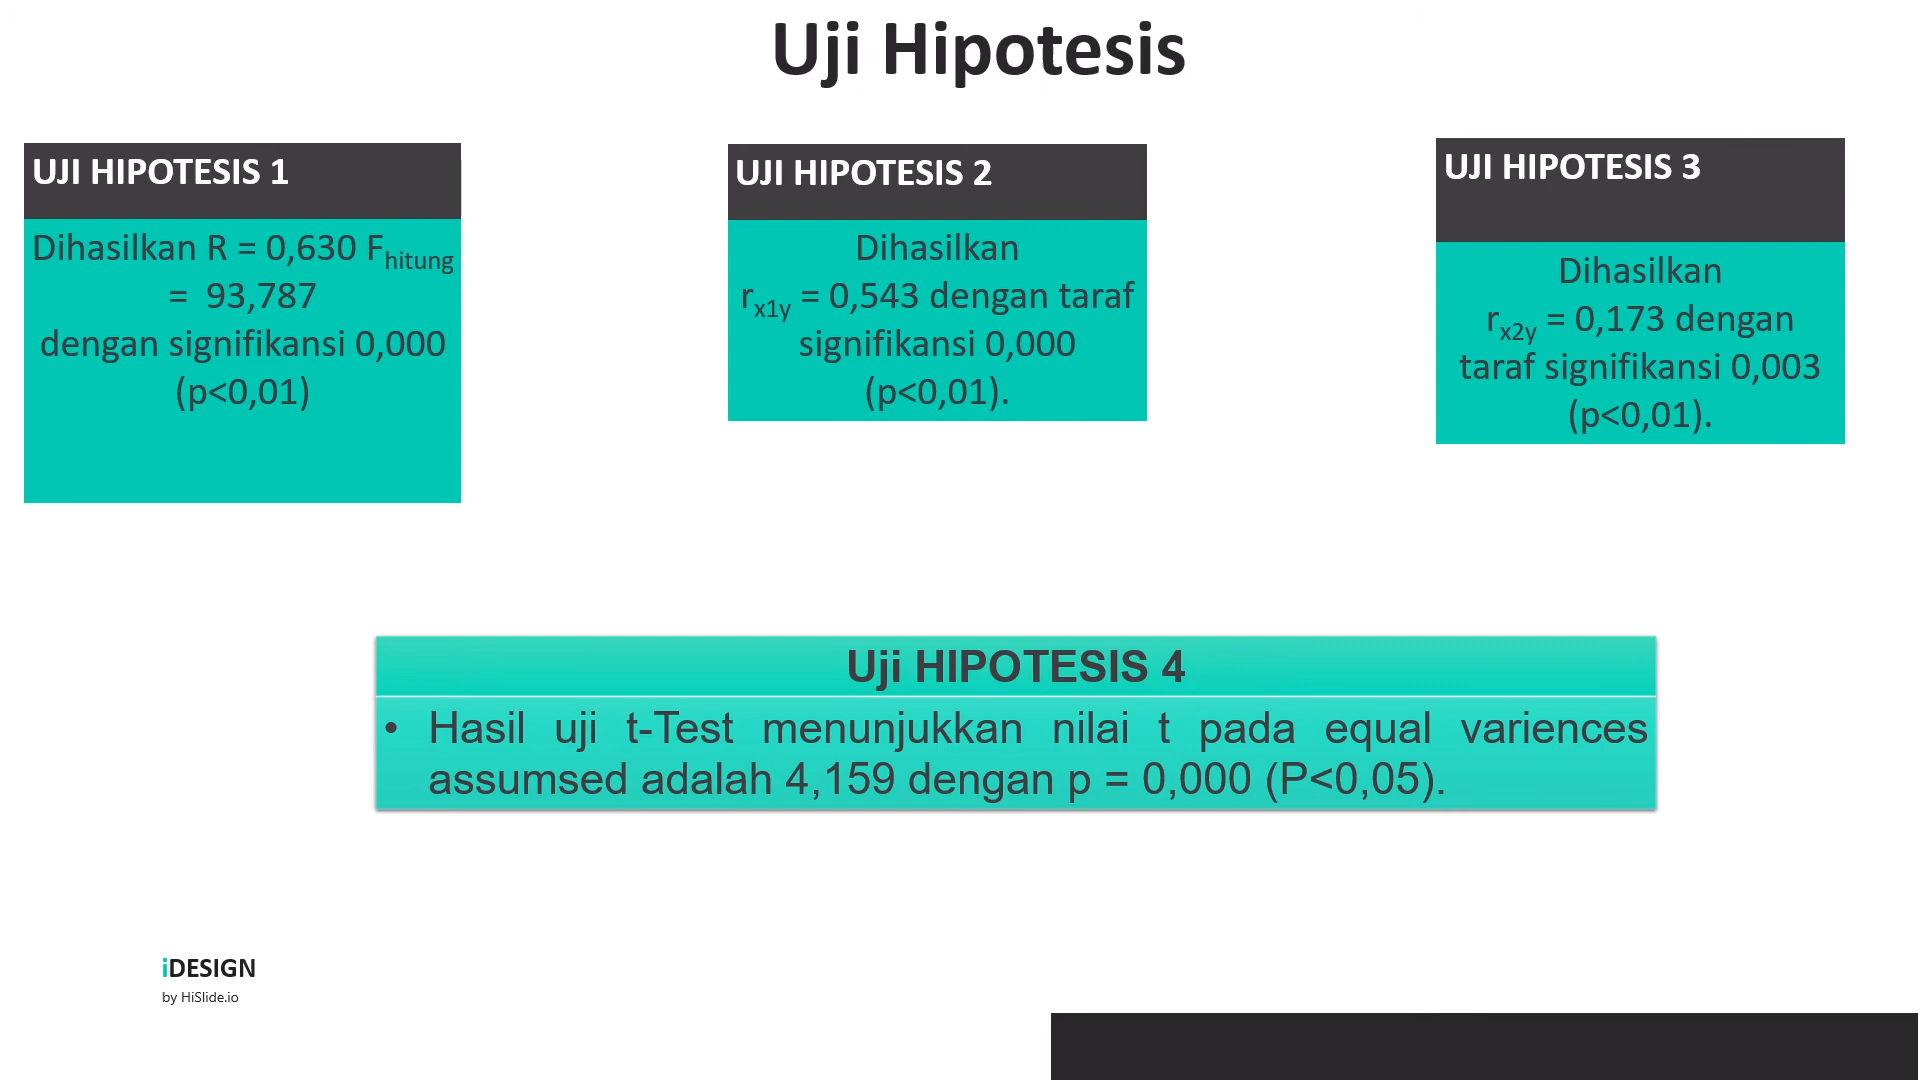 Uji Hipotesis
UJI HIPOTESIS 1
Dihasilkan R = 0,630 Fhitung
= 93,787
dengan signifikansi 0,000
(p<0,01)
UJI HIPOTESIS 2
Dihasilkan
rx1y = 0,543 dengan taraf
signifikansi 0,000
(p<0,01).
UJI HIPOTESIS 3
Dihasilkan
rx2y = 0,173 dengan
taraf signifikansi 0,003
(p<0,01).
Uji HIPOTESIS 4
• Hasil uji t-Test menunjukkan nilai t pada equal variences
assumsed adalah 4,159 dengan p = 0,000 (P<0,05).
iDESIGN
by HiSlide.io